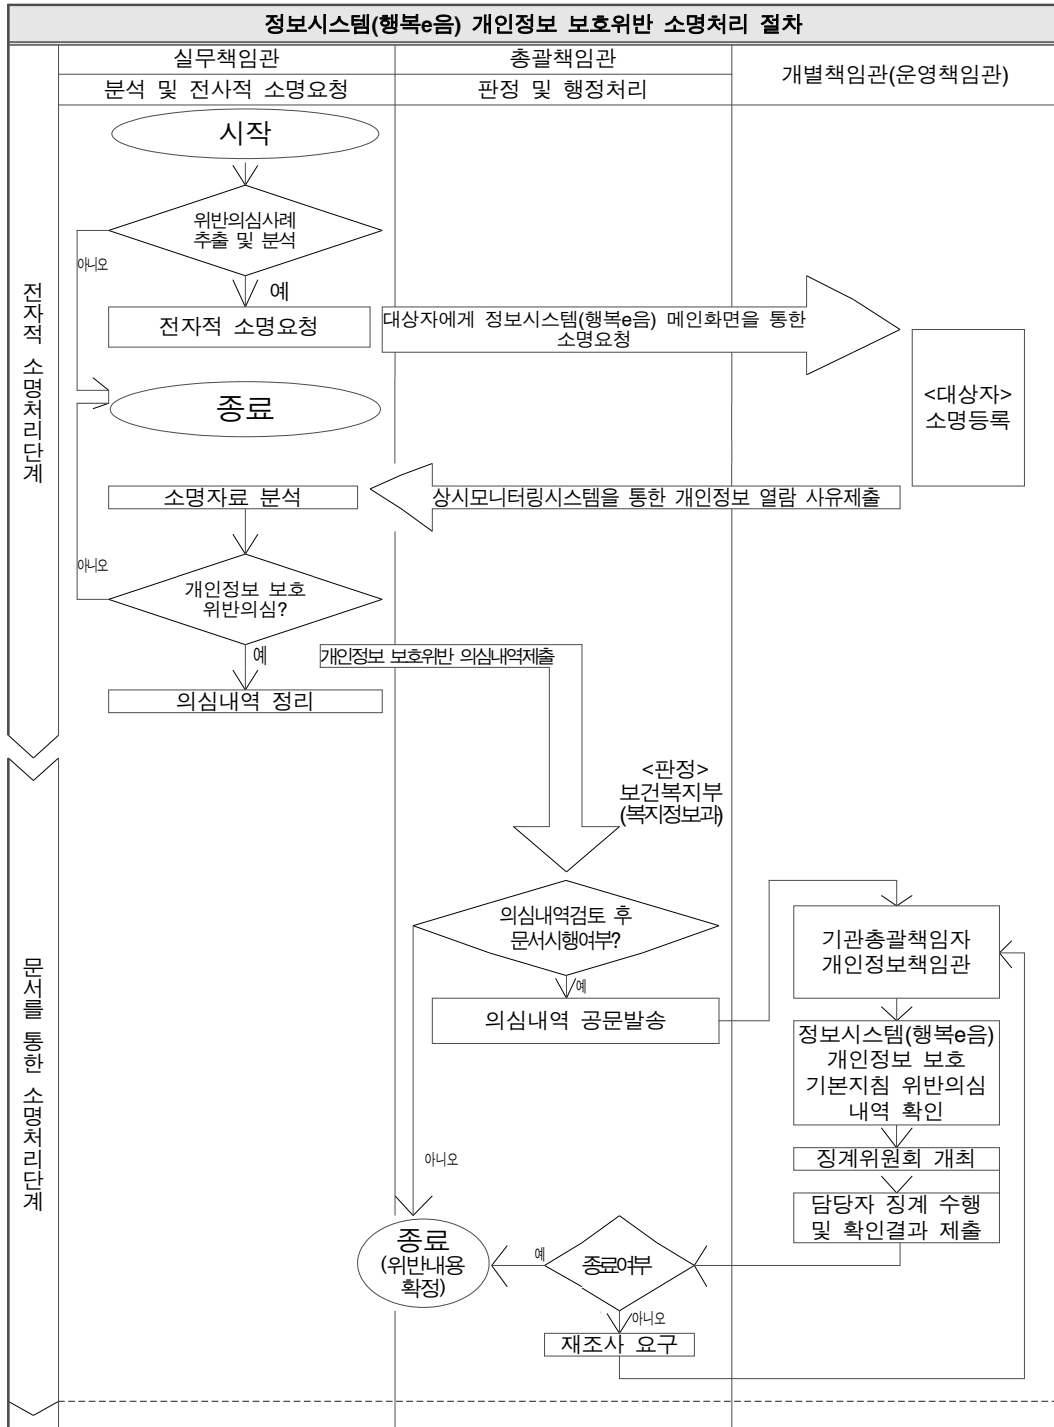 정보시스템(행복e음) 개인정보 보호위반 소명처리 절차
실무책임관
총괄책임관
개별책임관(운영책임관)
분석 및 전사적 소명요청
판정 및 행정처리
전자적 소명처리단계
시작
위반의심사례
추출 및 분석
아니오
예
전자적 소명요청
대상자에게 정보시스템(행복e음) 메인화면을 통한
소명요청
<대상자>
소명등록
종료
소명자료 분석
상시모니터링시스템을 통한 개인정보 열람 사유제출
아니오
개인정보 보호
위반의심?
예
개인정보 보호위반 의심내역제출
의심내역 정리
문서를 통한 소명처리단계
<판정>
보건복지부
(복지정보과)
의심내역검토 후
문서시행여부?
예
의심내역 공문발송
기관총괄책임자
개인정보책임관
정보시스템(행복e음)
개인정보 보호
기본지침 위반의심
내역 확인
징계위원회 개최
담당자 징계 수행
및 확인결과 제출
아니오
종료
(위반내용
확정)
예
종료여부
아니오
재조사 요구